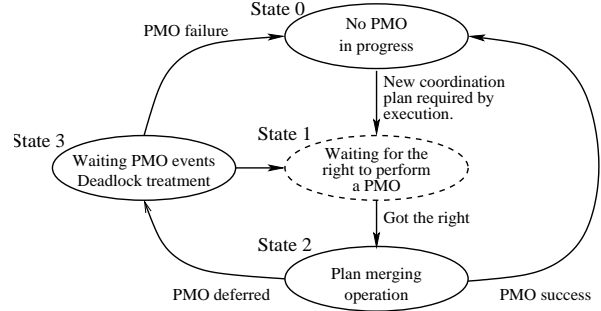 State 0
No PMO
in progress
PMO failure
New coordination
plan required by
execution.
State 3
State 1
Waiting PMO events
Deadlock treatment
Waiting for the
right to perform
a PMO
Got the right
State 2
Plan merging
operation
PMO deferred
PMO success